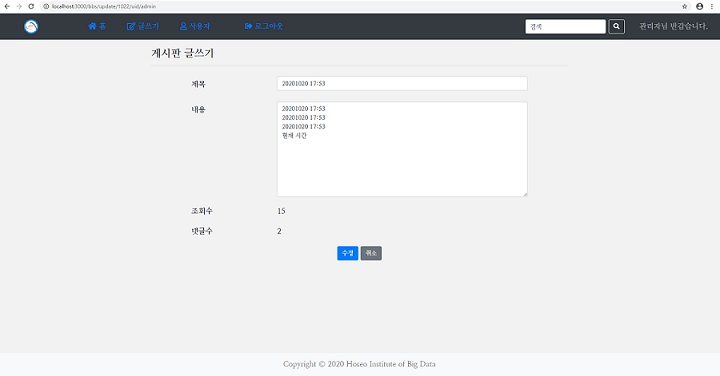 localhost:3000/bbs/update/1022/uid/admin
홈 글쓰기 사용자 로그아웃 검색 관리자님 반갑습니다.
게시판 글쓰기
제목 20201020 17:53
내용 20201020 17:53
20201020 17:53
20201020 17:53
현재 시간
조회수 15
댓글수 2
수정 취소
Copyright © 2020 Hoseo Institute of Big Data